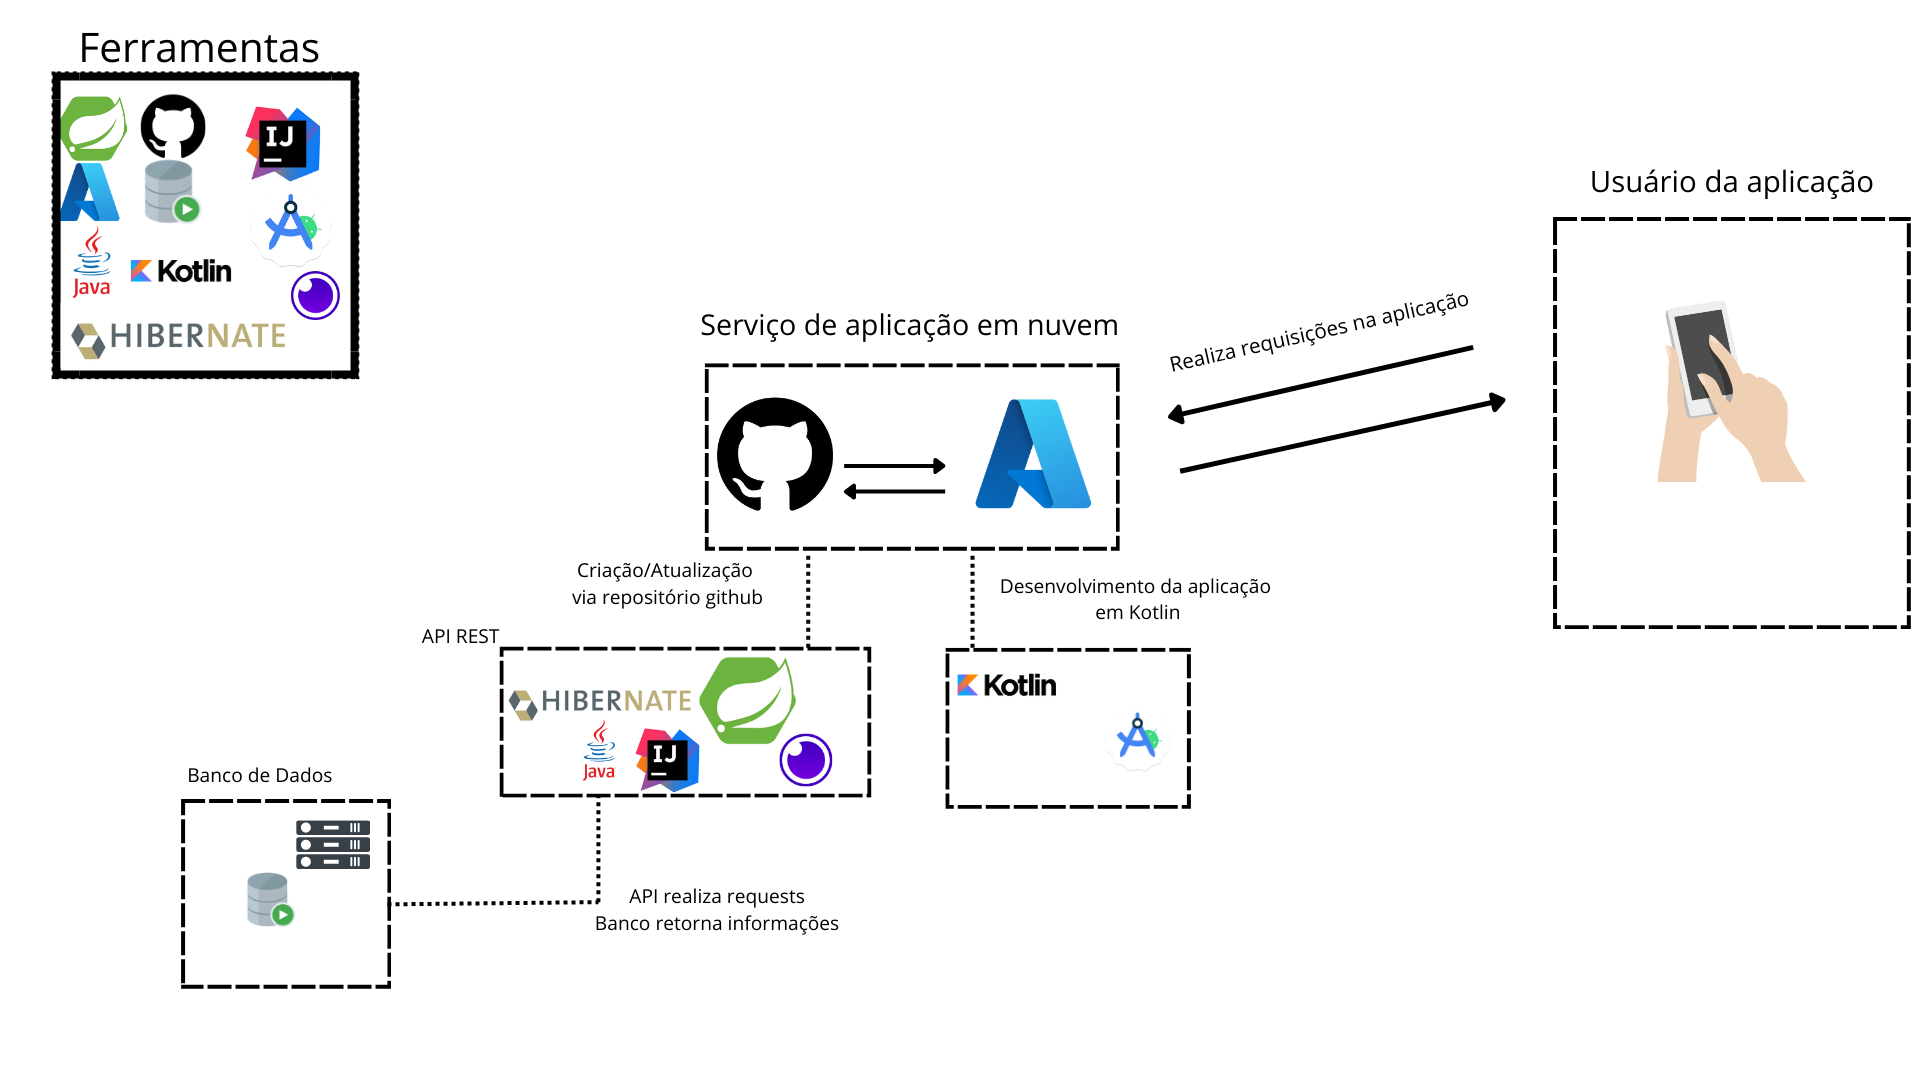 Ferramentas
IJ
Java
Kotlin
HIBERNATE
Usuário da aplicação
Serviço de aplicação em nuvem
Realiza requisições na aplicação
Criação/Atualização
via repositório github
Desenvolvimento da aplicação
em Kotlin
API REST
HIBERNATE
Java
IJ
Kotlin
Banco de Dados
API realiza requests
Banco retorna informações